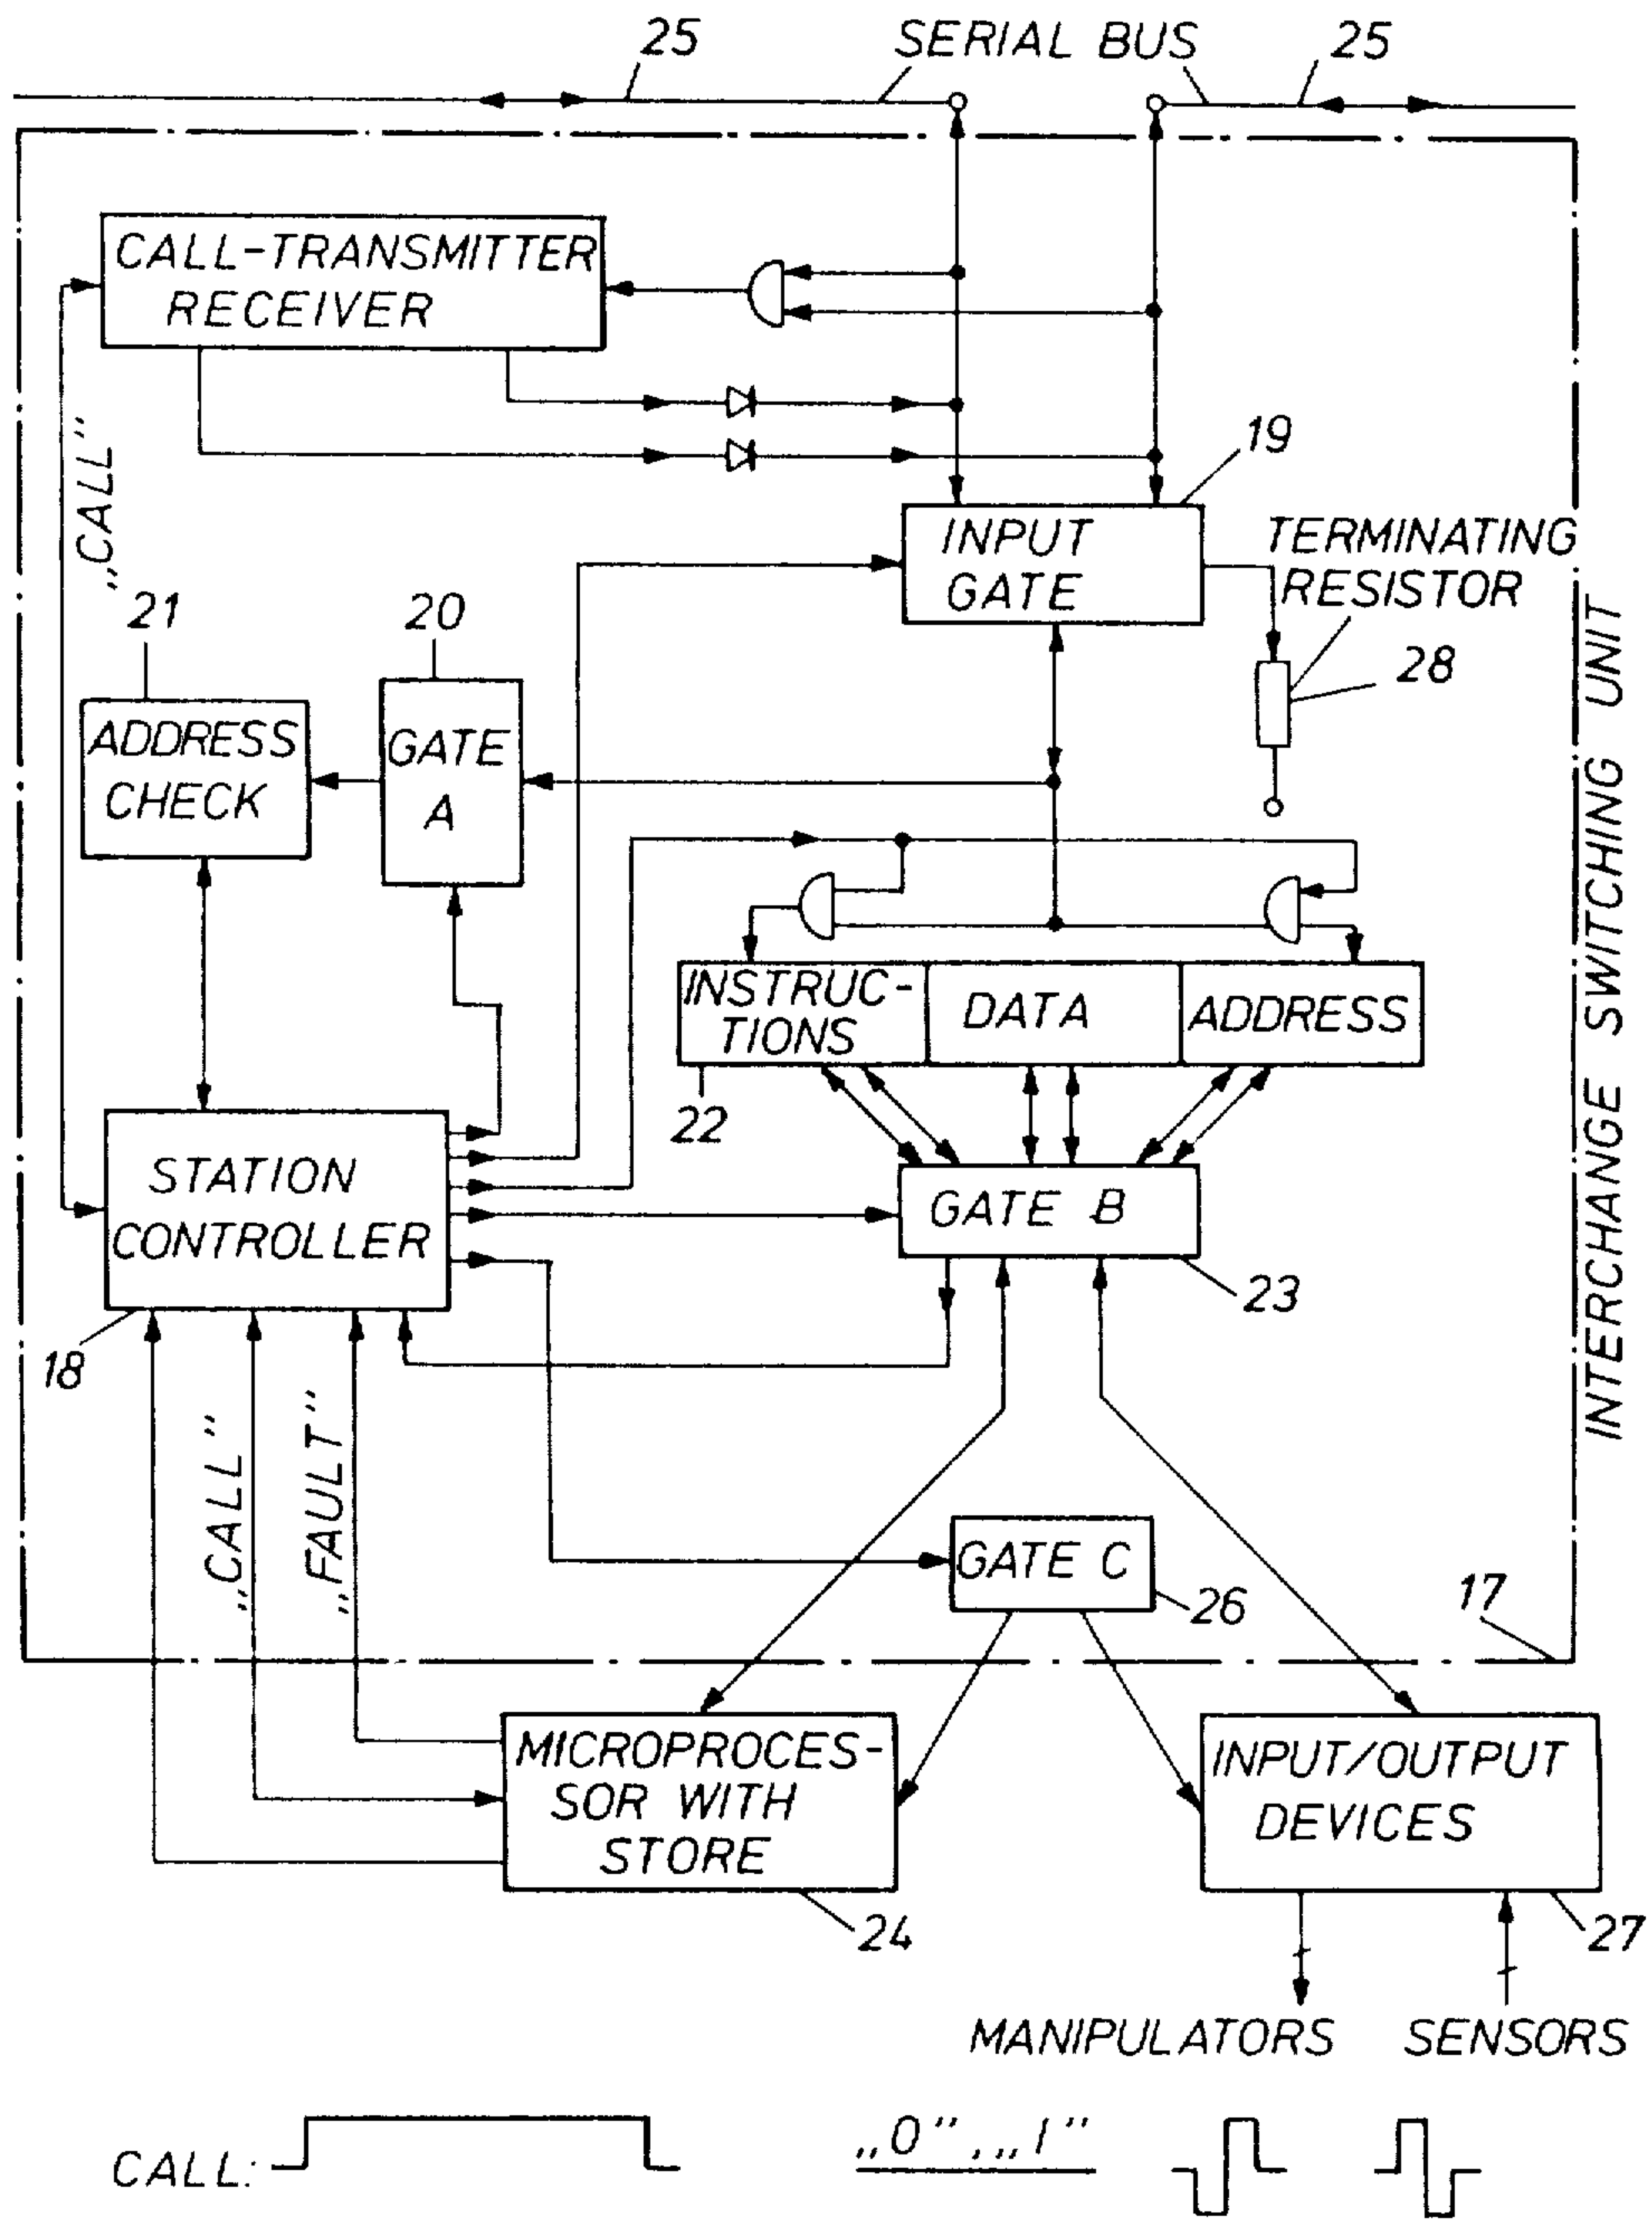 25
SERIAL BUS
25
CALL-TRANSMITTER
RECEIVER
„CALL”
19
INPUT
GATE
TERMINATING
RESISTOR
28
21
20
ADDRESS
CHECK
GATE
A
INTERCHANGE SWITCHING UNIT
INSTRUC-
TIONS
DATA
ADDRESS
22
STATION
CONTROLLER
GATE B
23
18
„CALL”
„FAULT”
GATE C
26
17
MICROPROCES-
SOR WITH
STORE
24
INPUT/OUTPUT
DEVICES
27
MANIPULATORS
SENSORS
CALL:
„0”, „1”